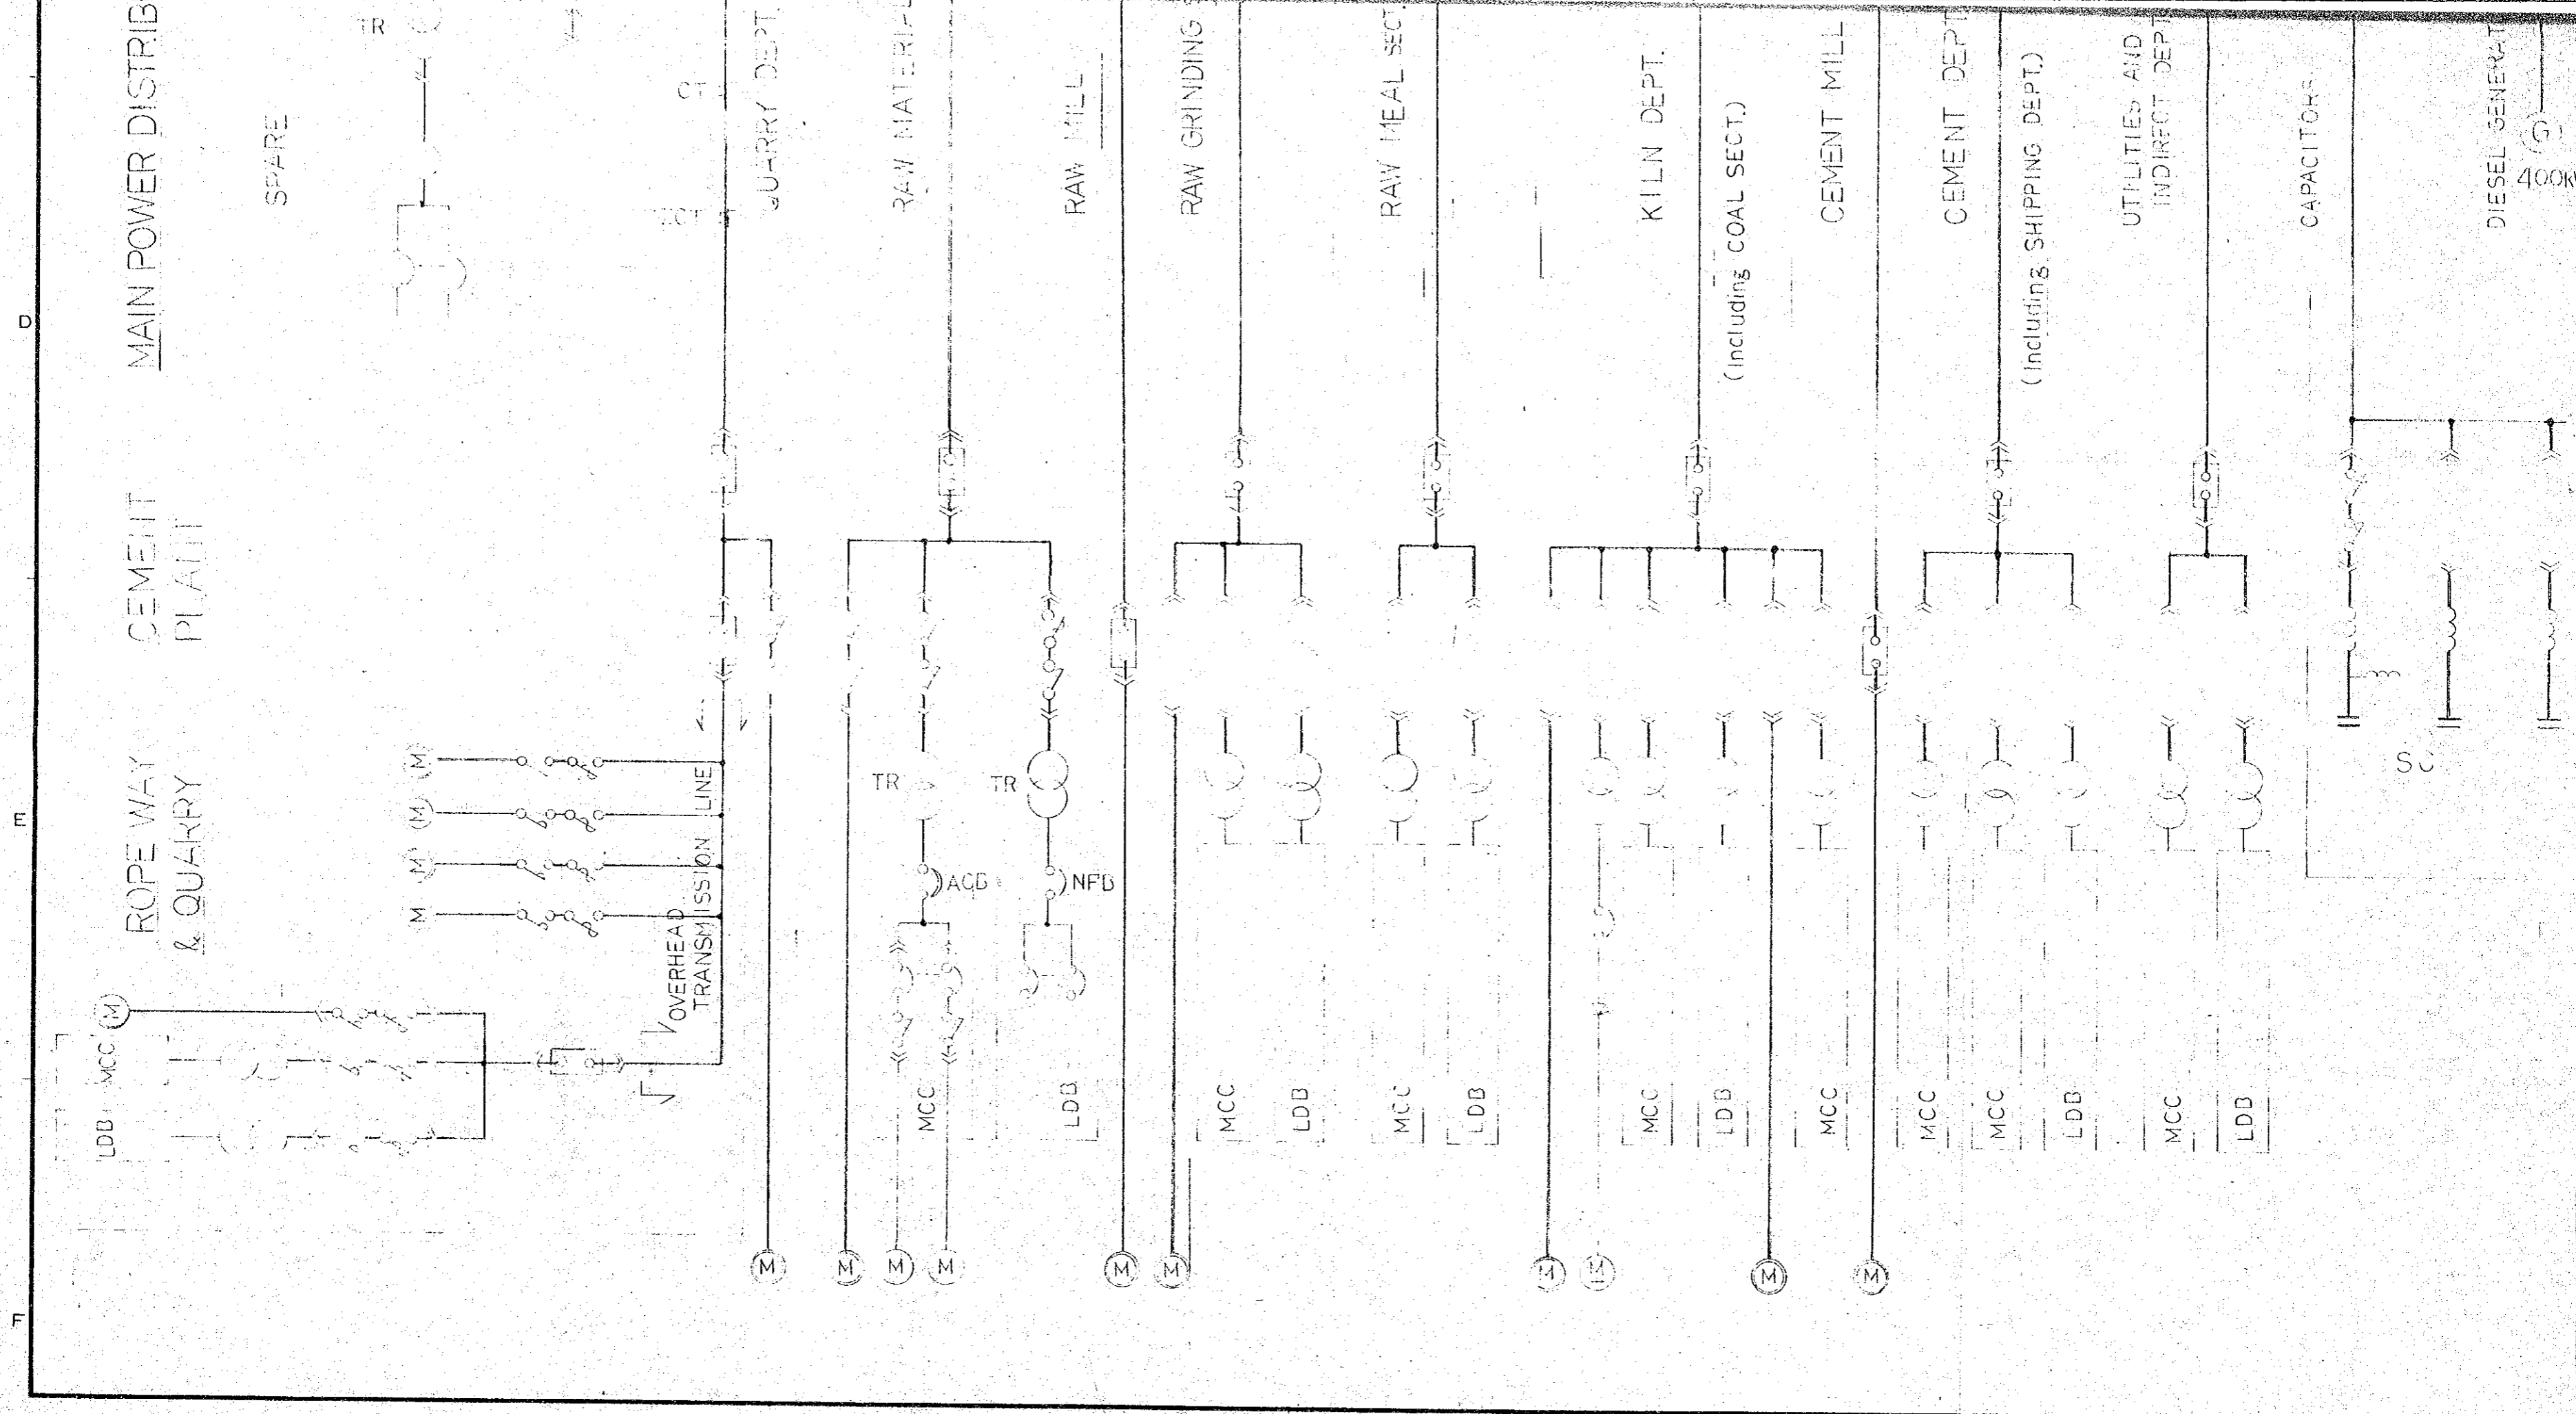 MAIN POWER DISTRIB
SPARE
TR
QUARRY DEPT.
RAW
RAW MILL
RAW GRINDING
RAW MEAL SECT.
KILN DEPT.
(Including COAL SECT.)
CEMENT MILL
CEMENT DEPT
(Including SHIPPING DEPT.)
UTILITIES AND
INDIRECT DEPT
CAPACITORS
DIESEL GENERAT
G
400K
D
CEMENT
PLANT
E
ROPE WAY
& QUARRY
M
M
M
M
OVERHEAD
TRANSMISSION LINE
TR
TR
ACB
NFB
SC
M
MCC
LDB
MCC
LDB
MCC
LDB
MCC
LDB
MCC
LDB
MCC
MCC
MCC
LDB
MCC
LDB
M
M
M
M
M
M
M
M
M
M
F